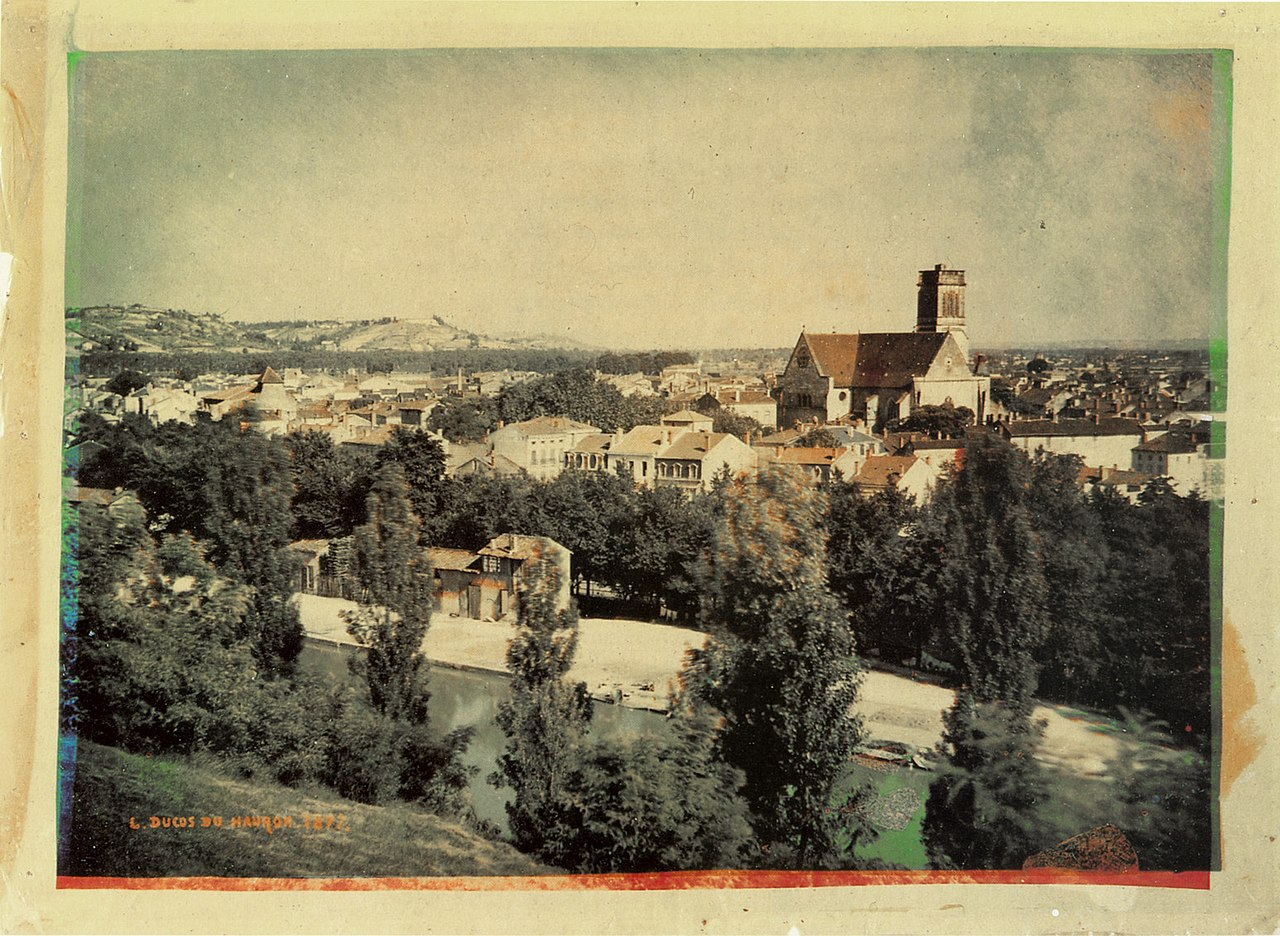 L. DUCOS DU HAURON. 1877.